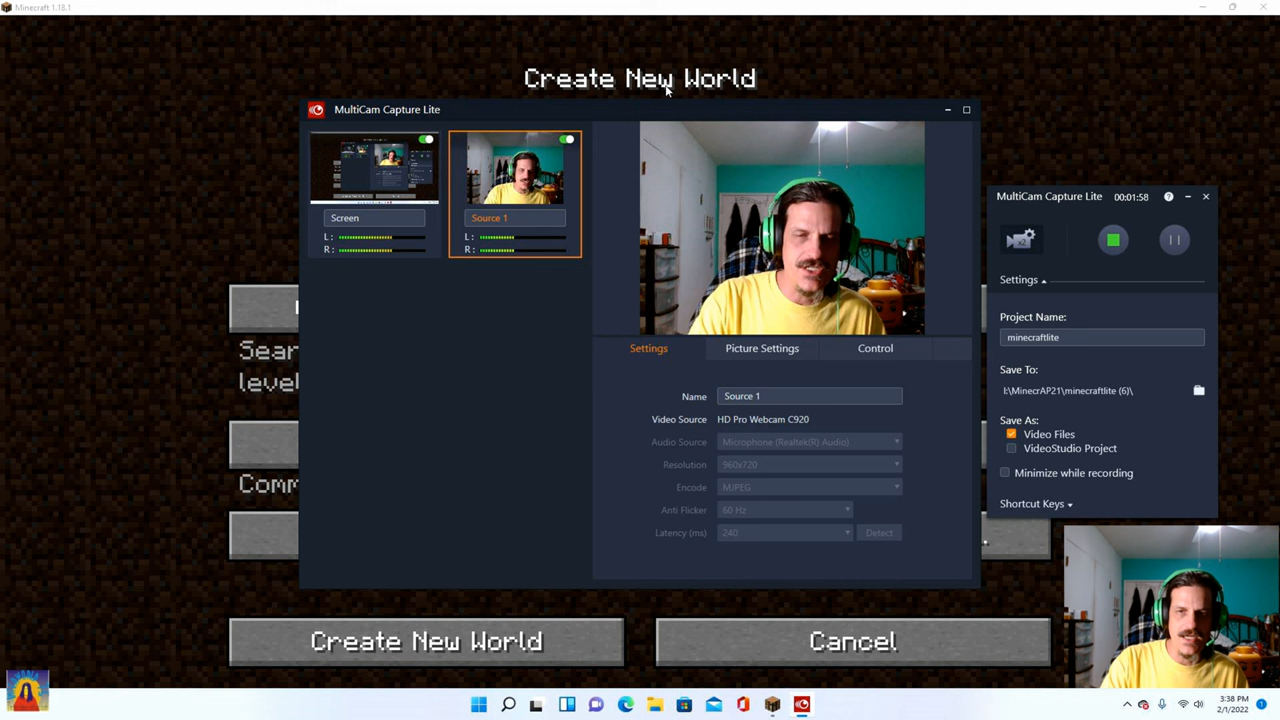 Minecraft 1.18.1
Create New World
MultiCam Capture Lite
Screen
L:
R:
Source 1
L:
R:
Settings
Picture Settings
Control
Name
Source 1
Video Source
HD Pro Webcam C920
Audio Source
Microphone (Realtek(R) Audio)
Resolution
960x720
Encode
MJPEG
Anti Flicker
60 Hz
Latency (ms)
240
Detect
MultiCam Capture Lite
00:01:58
x2
Settings
Project Name:
minecraftlite
Save To:
I:\MinecrAP21\minecraftlite (6)\
Save As:
Video Files
VideoStudio Project
Minimize while recording
Shortcut Keys
Sear
level
Comm
Create New World
Cancel
3:38 PM
2/1/2022
1